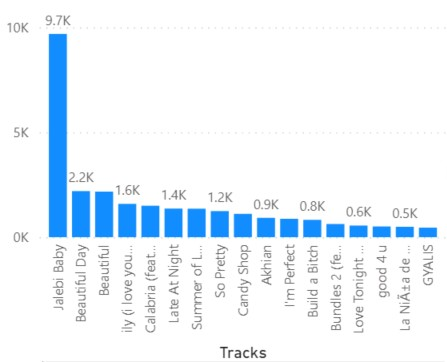 10K
9.7K
5K
2.2K
1.6K
1.4K
1.2K
0.9K
0.8K
0.6K
0.5K
0K
Jalebi Baby
Beautiful Day
Beautiful
ily (i love you...
Calabria (feat...
Late At Night
Summer of L...
So Pretty
Candy Shop
Akhian
I'm Perfect
Build a Bitch
Bundles 2 (fe...
Love Tonight ...
good 4 u
La NiÃ±a de ...
GYALIS
Tracks